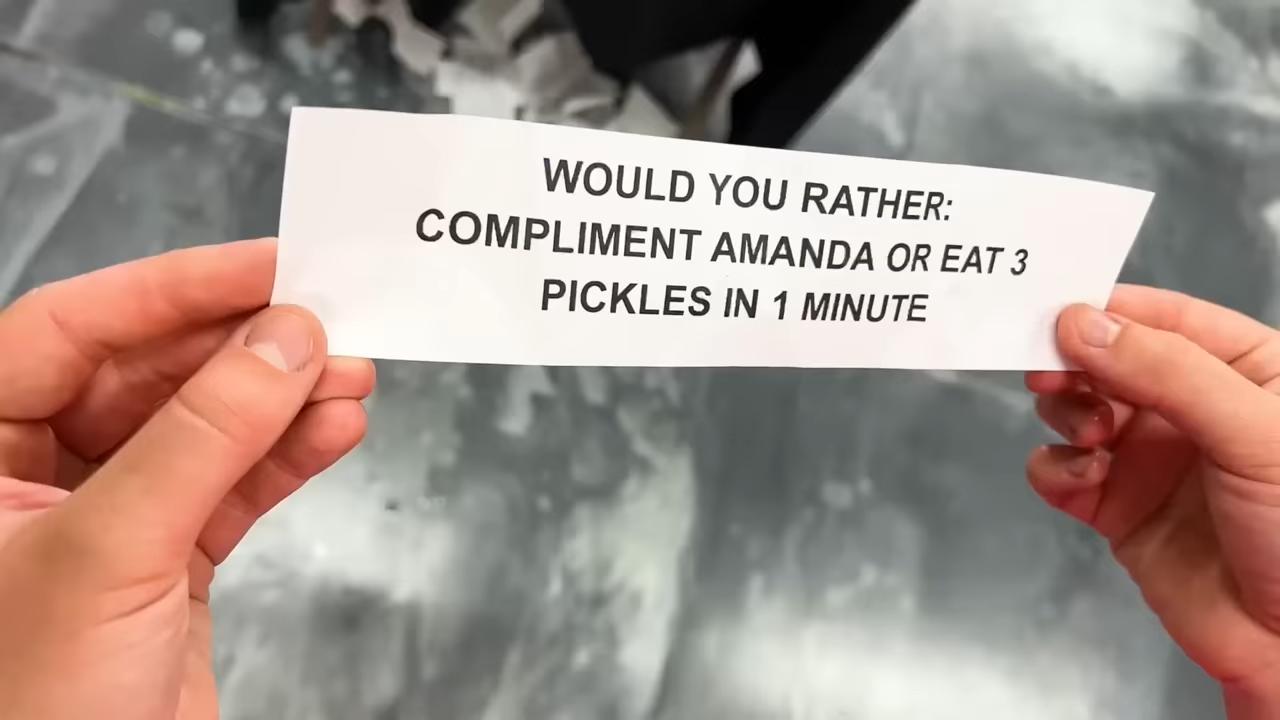 WOULD YOU RATHER:
COMPLIMENT AMANDA OR EAT 3
PICKLES IN 1 MINUTE